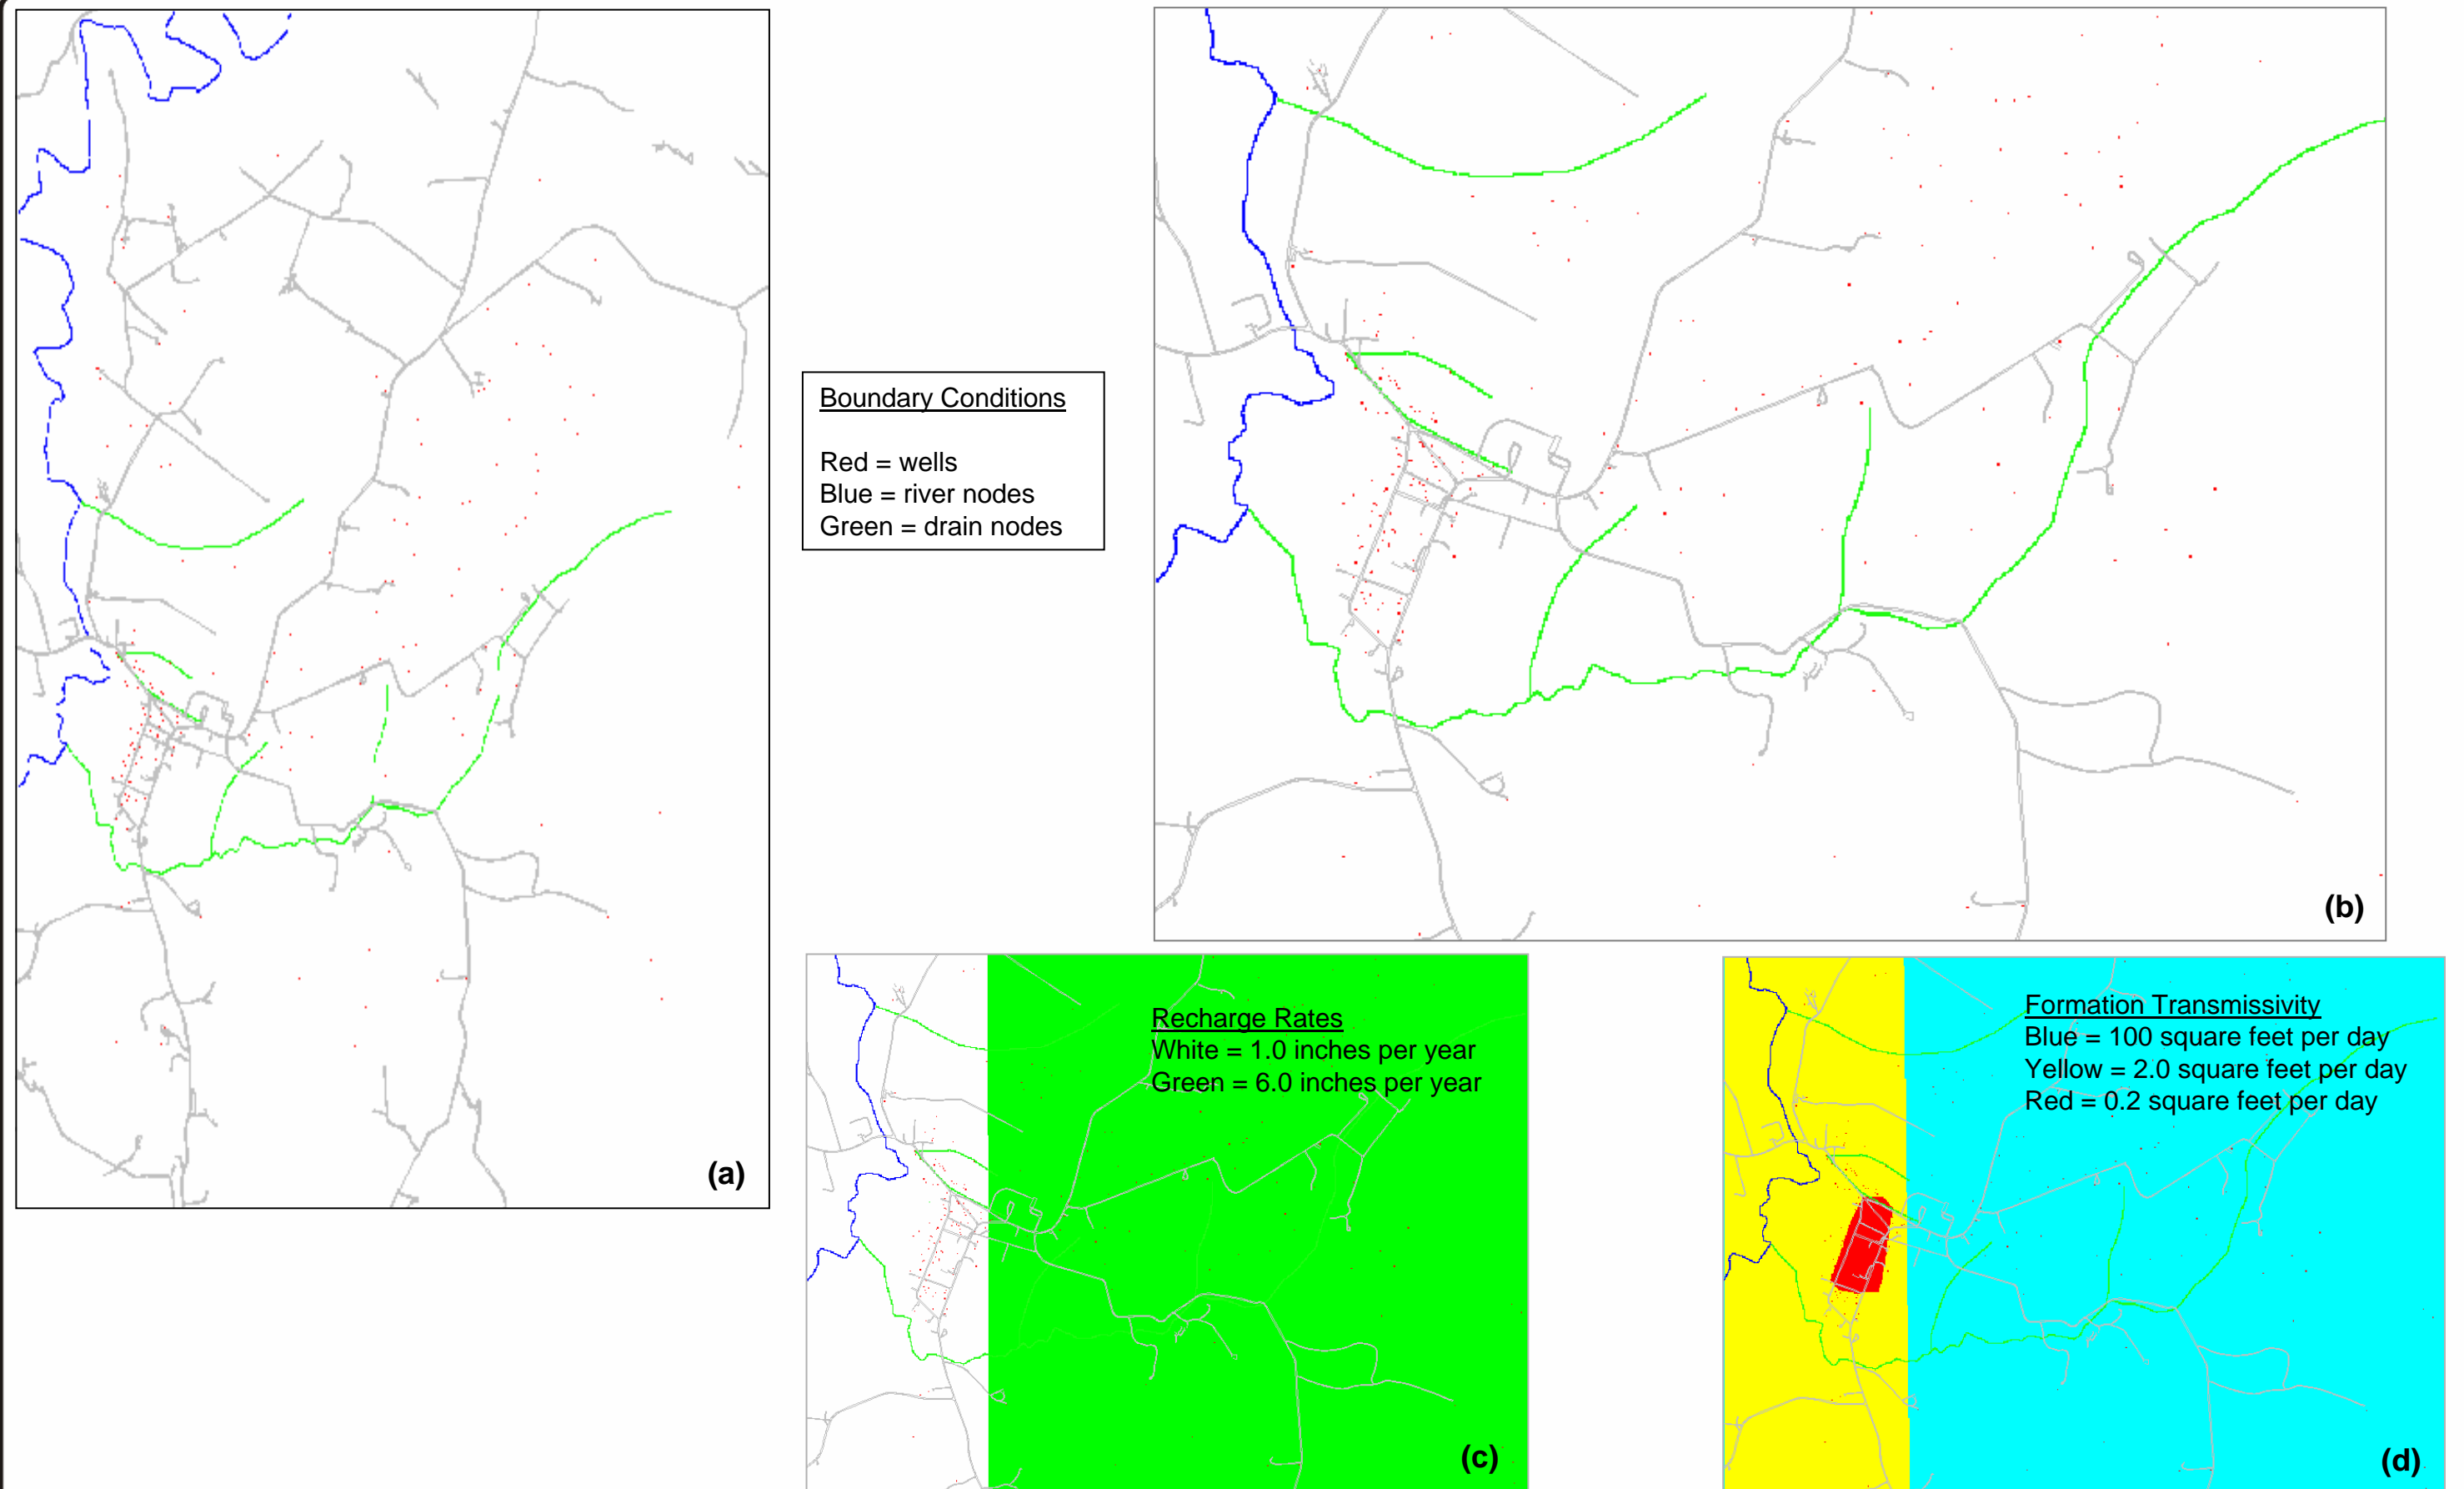 Boundary Conditions
Red = wells
Blue = river nodes
Green = drain nodes
(a)
(b)
Recharge Rates
White = 1.0 inches per year
Green = 6.0 inches per year
(c)
Formation Transmissivity
Blue = 100 square feet per day
Yellow = 2.0 square feet per day
Red = 0.2 square feet per day
(d)